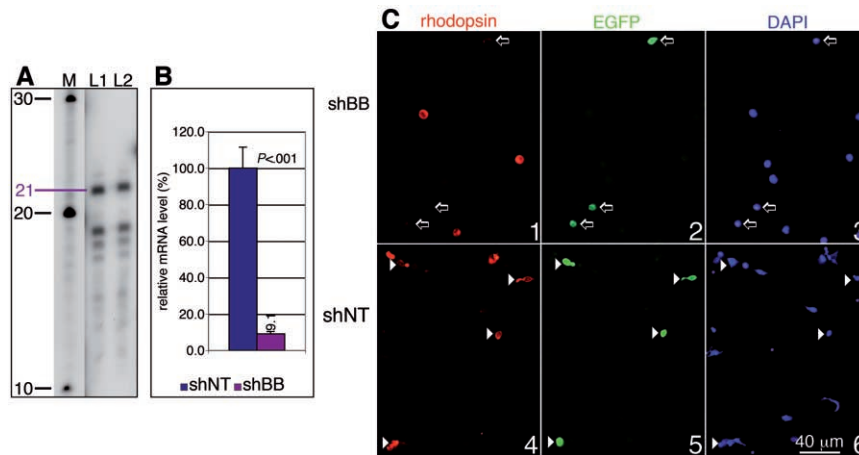 A
M L1 L2
30
21
20
10
B
relative mRNA level (%)
120.0
100.0
80.0
60.0
40.0
20.0
0.0
P<.001
9.1
shNT shBB
C
rhodopsin EGFP DAPI
shBB
1 2 3
shNT
4 5 6
40 µm